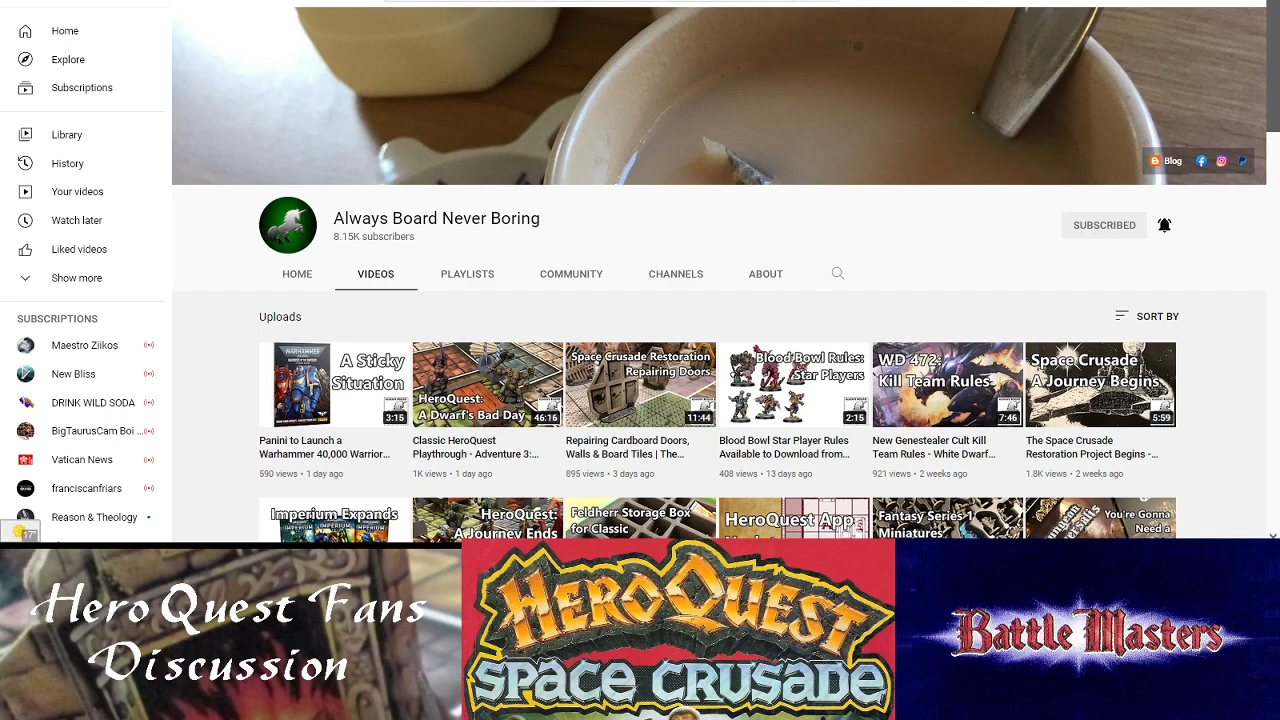 Home
Explore
Subscriptions
Library
History
Your videos
Watch later
Liked videos
Show more
SUBSCRIPTIONS
Maestro Ziikos
New Bliss
DRINK WILD SODA
BigTaurusCam Boi ...
Vatican News
franciscanfriars
Reason & Theology
17°
Blog
Always Board Never Boring
8.15K subscribers
SUBSCRIBED
HOME VIDEOS PLAYLISTS COMMUNITY CHANNELS ABOUT
Uploads
SORT BY
WARHAMMER
A Sticky
Situation
3:15
Panini to Launch a
Warhammer 40,000 Warrior...
590 views • 1 day ago
HeroQuest:
A Dwarf's Bad Day
46:16
Classic HeroQuest
Playthrough - Adventure 3:...
1K views • 1 day ago
Space Crusade Restoration
Repairing Doors
11:44
Repairing Cardboard Doors,
Walls & Board Tiles | The...
895 views • 3 days ago
Blood Bowl Rules:
Star Players
2:15
Blood Bowl Star Player Rules
Available to Download from...
408 views • 13 days ago
WD 472:
Kill Team Rules
7:46
New Genestealer Cult Kill
Team Rules - White Dwarf...
921 views • 2 weeks ago
Space Crusade
A Journey Begins
5:59
The Space Crusade
Restoration Project Begins -...
1.8K views • 2 weeks ago
Imperium Expands
IMPERIUM IMPERIUM IMPERIUM
HeroQuest:
A Journey Ends
Feldherr Storage Box
for Classic
HeroQuest App
Fantasy Series 1
Miniatures
You're Gonna
Need a
HeroQuest Fans
Discussion
HEROQUEST
SPACE CRUSADE
Battle Masters